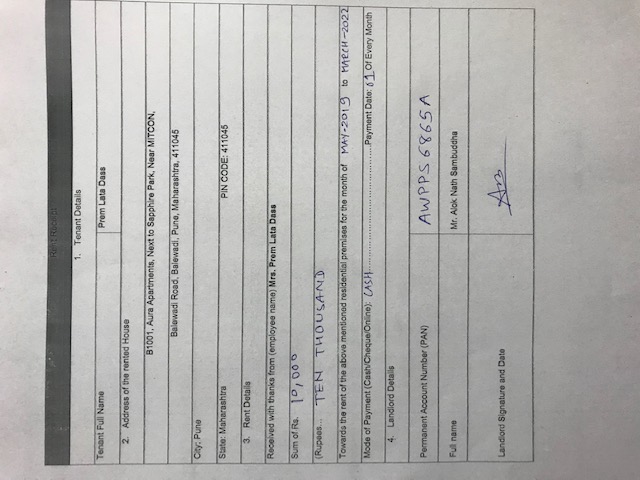 Rent Receipt
1. Tenant Details
Tenant Full Name Prem Lata Dass
2. Address of the rented House
B1001, Aura Apartments, Next to Sapphire Park, Near MITCON,
Balewadi Road, Balewadi, Pune, Maharashtra, 411045
City: Pune
State: Maharashtra PIN CODE: 411045
3. Rent Details
Received with thanks from (employee name) Mrs. Prem Lata Dass
Sum of Rs. 10,000
(Rupees... TEN THOUSAND
Towards the rent of the above mentioned residential premises for the month of MAY-2019 to MARCH-2022
Mode of Payment (Cash/Cheque/Online): CASH.......................................Payment Date: 01 Of Every Month
4. Landlord Details
Permanent Account Number (PAN) AWPPS6865A
Full name Mr. Alok Nath Sambuddha
Landlord Signature and Date